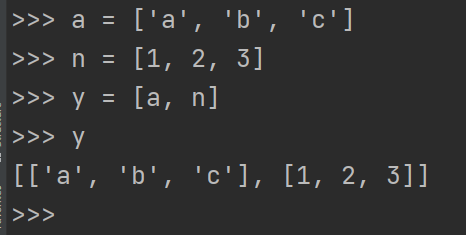 >>> a = ['a', 'b', 'c']
>>> n = [1, 2, 3]
>>> y = [a, n]
>>> y
[['a', 'b', 'c'], [1, 2, 3]]
>>>